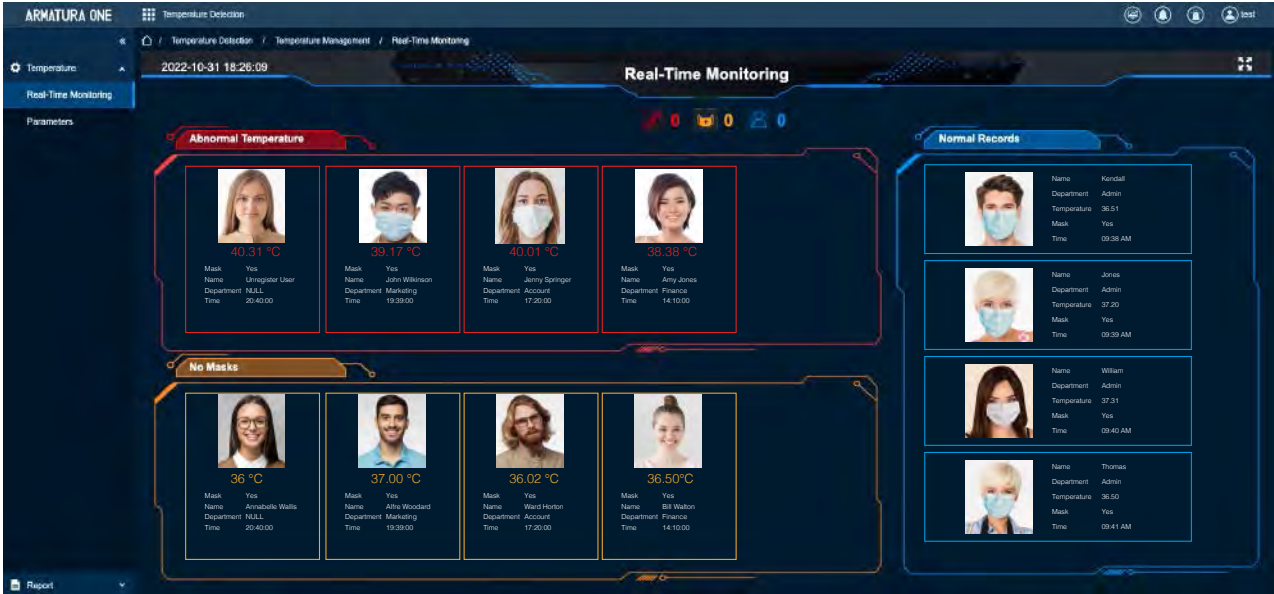 ARMATURA ONE
Temperature Detection
test
/ Temperature Detection / Temperature Management / Real-Time Monitoring
Temperature
Real-Time Monitoring
Parameters
Report
2022-10-31 18:26:09
Real-Time Monitoring
0 0 0
Abnormal Temperature
40.31 °C
Mask Yes
Name Unregister User
Department NULL
Time 20:40:00
39.17 °C
Mask Yes
Name John Wilkinson
Department Marketing
Time 19:39:00
40.01 °C
Mask Yes
Name Jenny Springer
Department Account
Time 17:20:00
38.38 °C
Mask Yes
Name Amy Jones
Department Finance
Time 14:10:00
No Masks
36 °C
Mask Yes
Name Annabelle Wallis
Department NULL
Time 20:40:00
37.00 °C
Mask Yes
Name Alfre Woodard
Department Marketing
Time 19:39:00
36.02 °C
Mask Yes
Name Ward Horton
Department Account
Time 17:20:00
36.50°C
Mask Yes
Name Bill Walton
Department Finance
Time 14:10:00
Normal Records
Name Kendall
Department Admin
Temperature 36.51
Mask Yes
Time 09:38 AM
Name Jones
Department Admin
Temperature 37.20
Mask Yes
Time 09:39 AM
Name William
Department Admin
Temperature 37.31
Mask Yes
Time 09:40 AM
Name Thomas
Department Admin
Temperature 36.50
Mask Yes
Time 09:41 AM